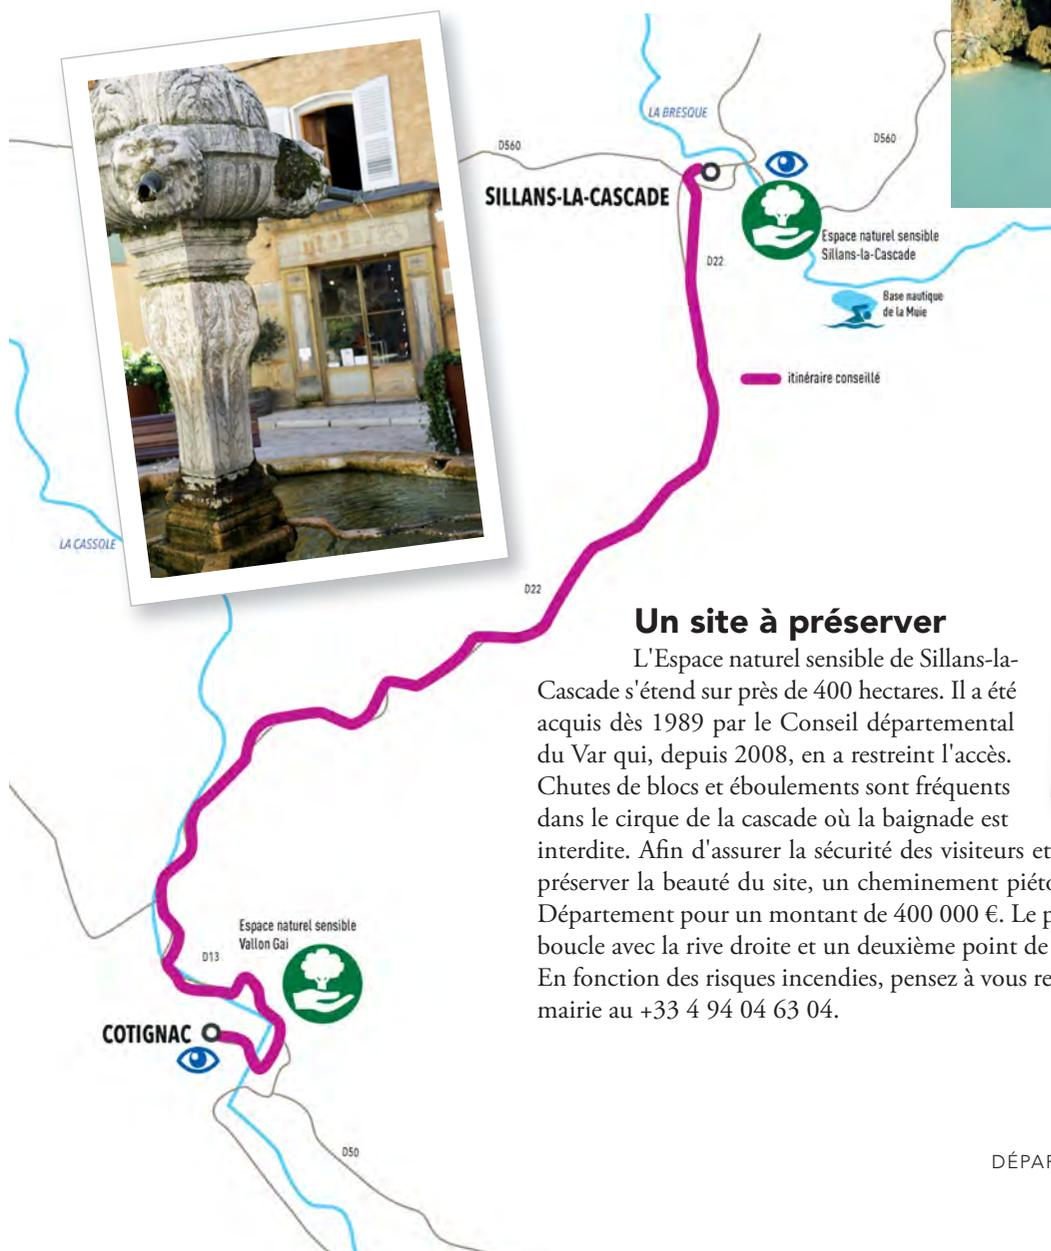 LA BRESQUE
D560
D560
SILLANS-LA-CASCADE
Espace naturel sensible
Sillans-la-Cascade
D22
Base nautique
de la Muie
itinéraire conseillé
LA CASSOLE
D22
Un site à préserver
L'Espace naturel sensible de Sillans-la-
Cascade s'étend sur près de 400 hectares. Il a été
acquis dès 1989 par le Conseil départemental
du Var qui, depuis 2008, en a restreint l'accès.
Chutes de blocs et éboulements sont fréquents
dans le cirque de la cascade où la baignade est
interdite. Afin d'assurer la sécurité des visiteurs et
préserver la beauté du site, un cheminement piéto
Département pour un montant de 400 000 €. Le p
boucle avec la rive droite et un deuxième point de
En fonction des risques incendies, pensez à vous re
mairie au +33 4 94 04 63 04.
Espace naturel sensible
Vallon Gai
D13
COTIGNAC
D50
DÉPAR